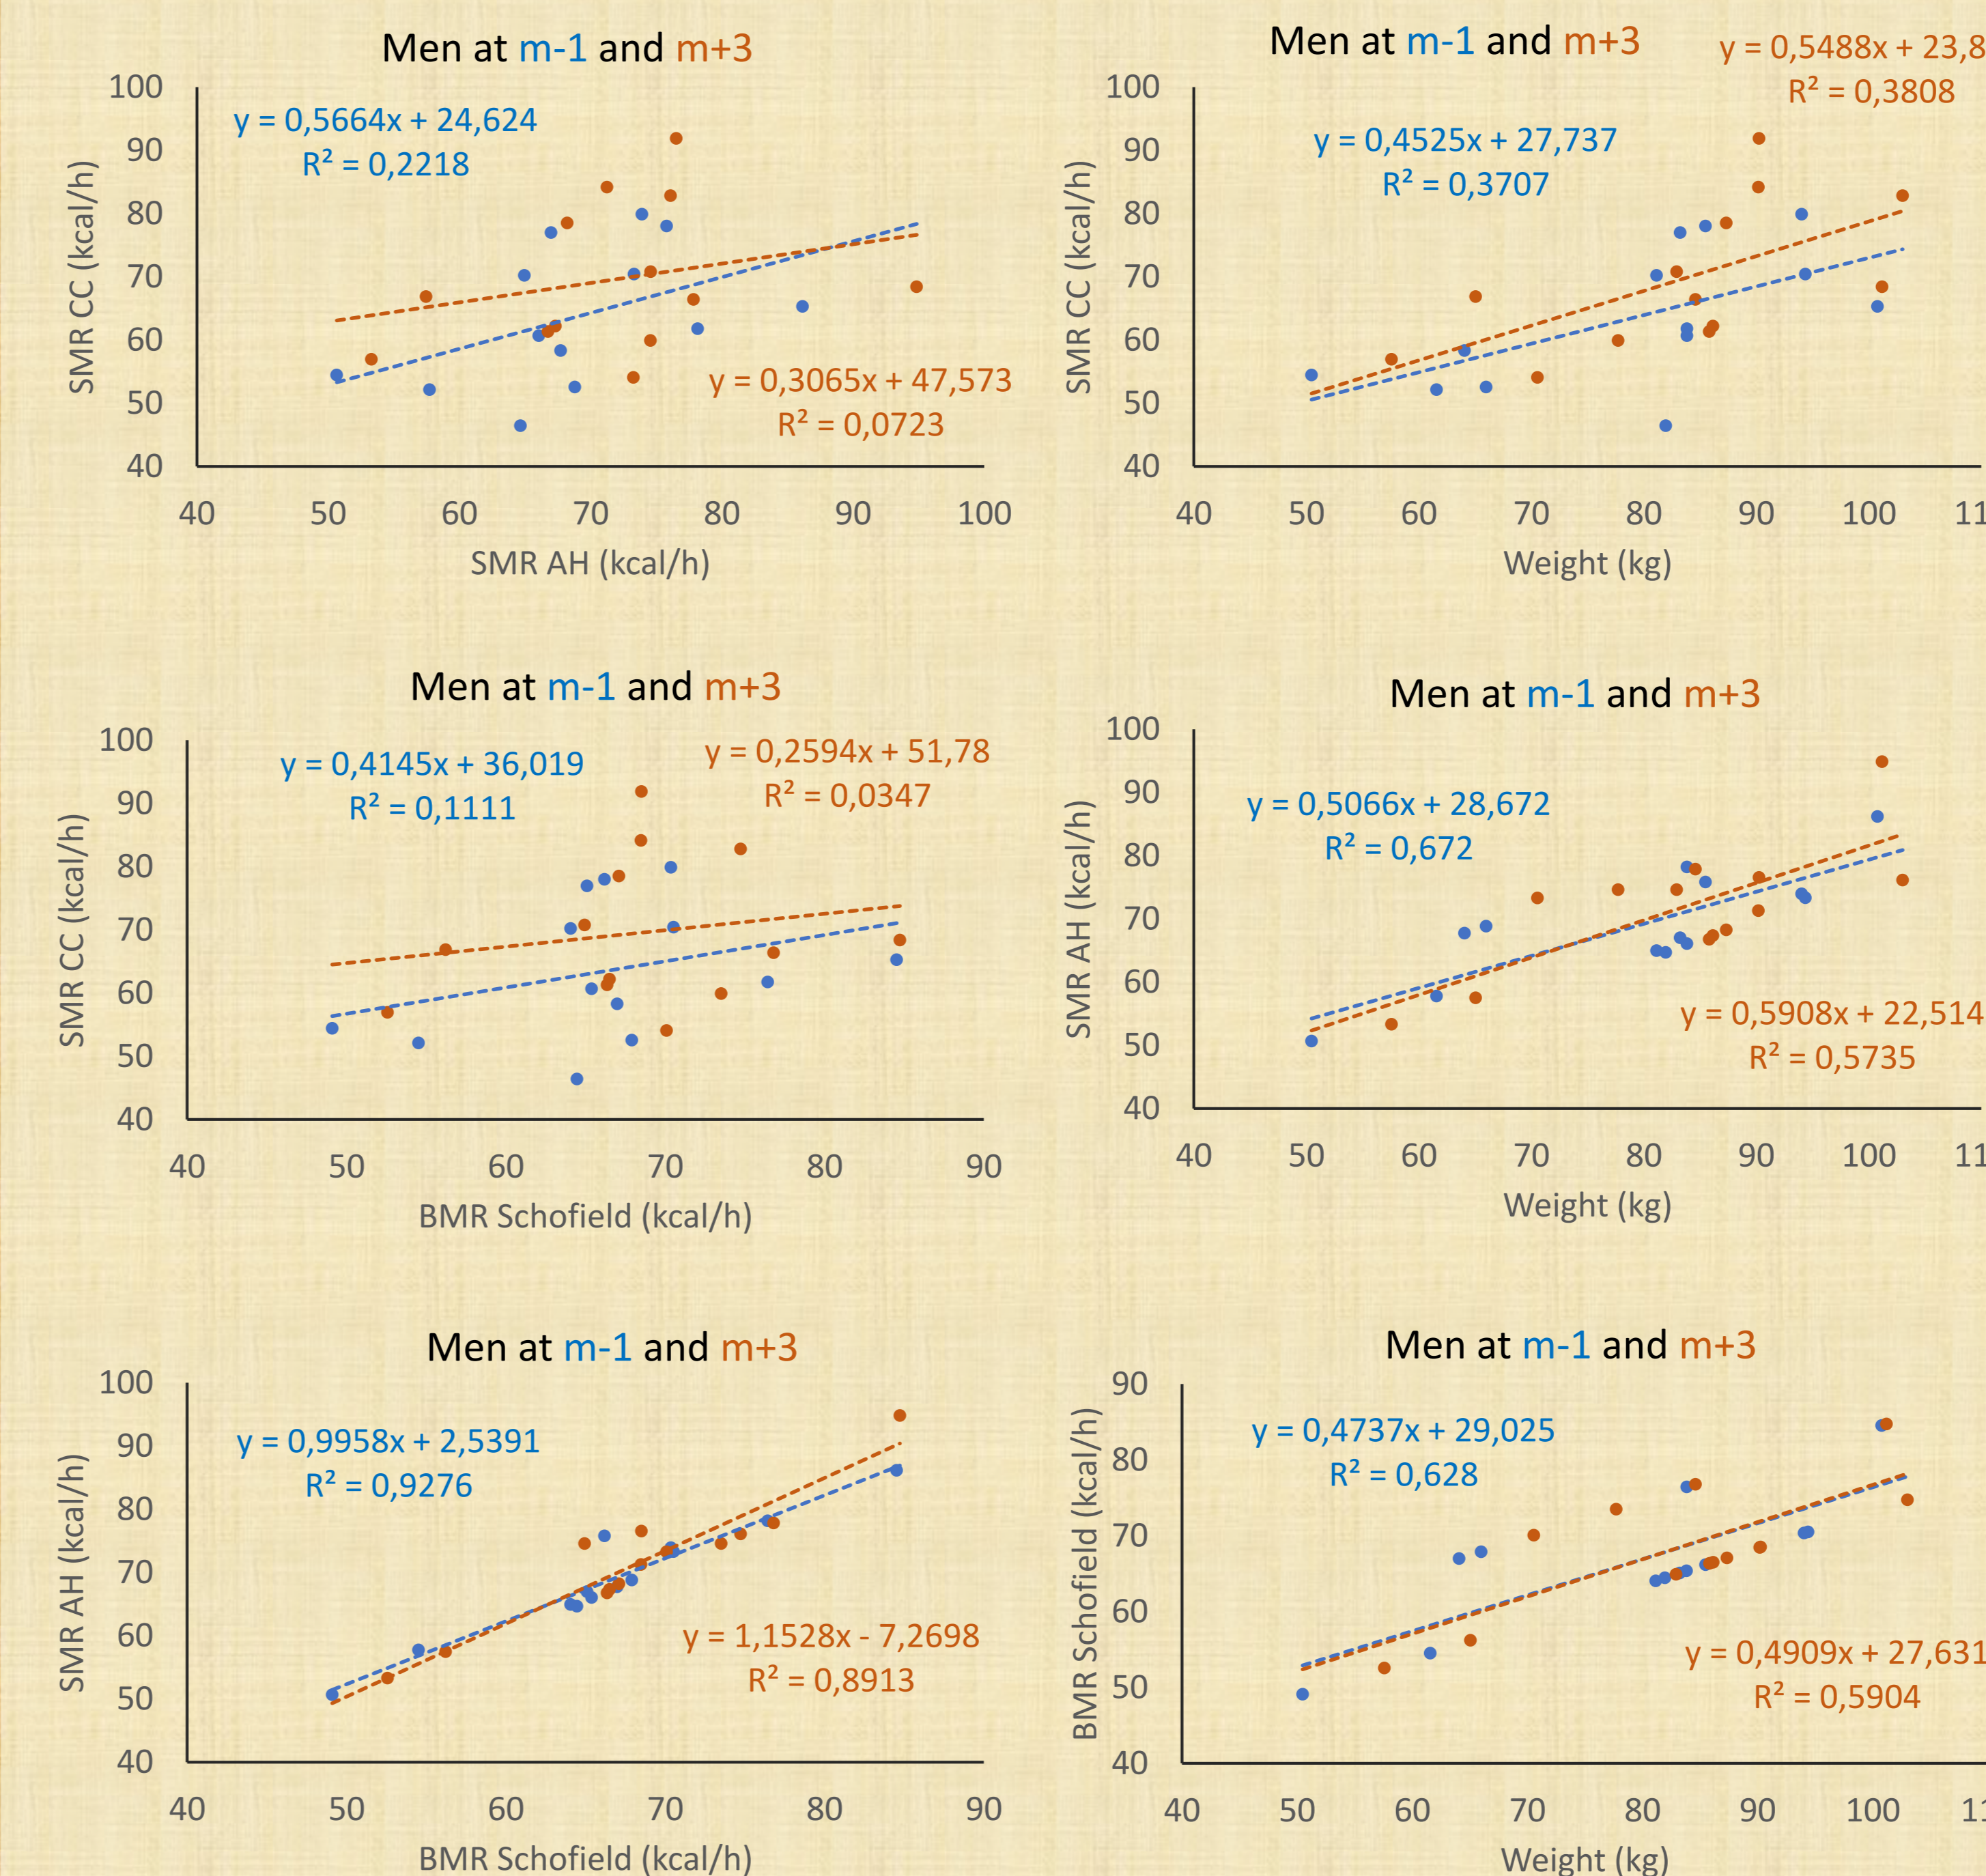 Men at m-1 and m+3
y = 0,5664x + 24,624
R² = 0,2218
y = 0,3065x + 47,573
R² = 0,0723
SMR CC (kcal/h)
100
90
80
70
60
50
40
40 50 60 70 80 90 100
SMR AH (kcal/h)
Men at m-1 and m+3
y = 0,5488x + 23,8
R² = 0,3808
y = 0,4525x + 27,737
R² = 0,3707
SMR CC (kcal/h)
100
90
80
70
60
50
40
40 50 60 70 80 90 100 11
Weight (kg)
Men at m-1 and m+3
y = 0,4145x + 36,019
R² = 0,1111
y = 0,2594x + 51,78
R² = 0,0347
SMR CC (kcal/h)
100
90
80
70
60
50
40
40 50 60 70 80 90
BMR Schofield (kcal/h)
Men at m-1 and m+3
y = 0,5066x + 28,672
R² = 0,672
y = 0,5908x + 22,514
R² = 0,5735
SMR AH (kcal/h)
100
90
80
70
60
50
40
40 50 60 70 80 90 100 11
Weight (kg)
Men at m-1 and m+3
y = 0,9958x + 2,5391
R² = 0,9276
y = 1,1528x - 7,2698
R² = 0,8913
SMR AH (kcal/h)
100
90
80
70
60
50
40
40 50 60 70 80 90
BMR Schofield (kcal/h)
Men at m-1 and m+3
y = 0,4737x + 29,025
R² = 0,628
y = 0,4909x + 27,631
R² = 0,5904
BMR Schofield (kcal/h)
90
80
70
60
50
40
40 50 60 70 80 90 100 11
Weight (kg)